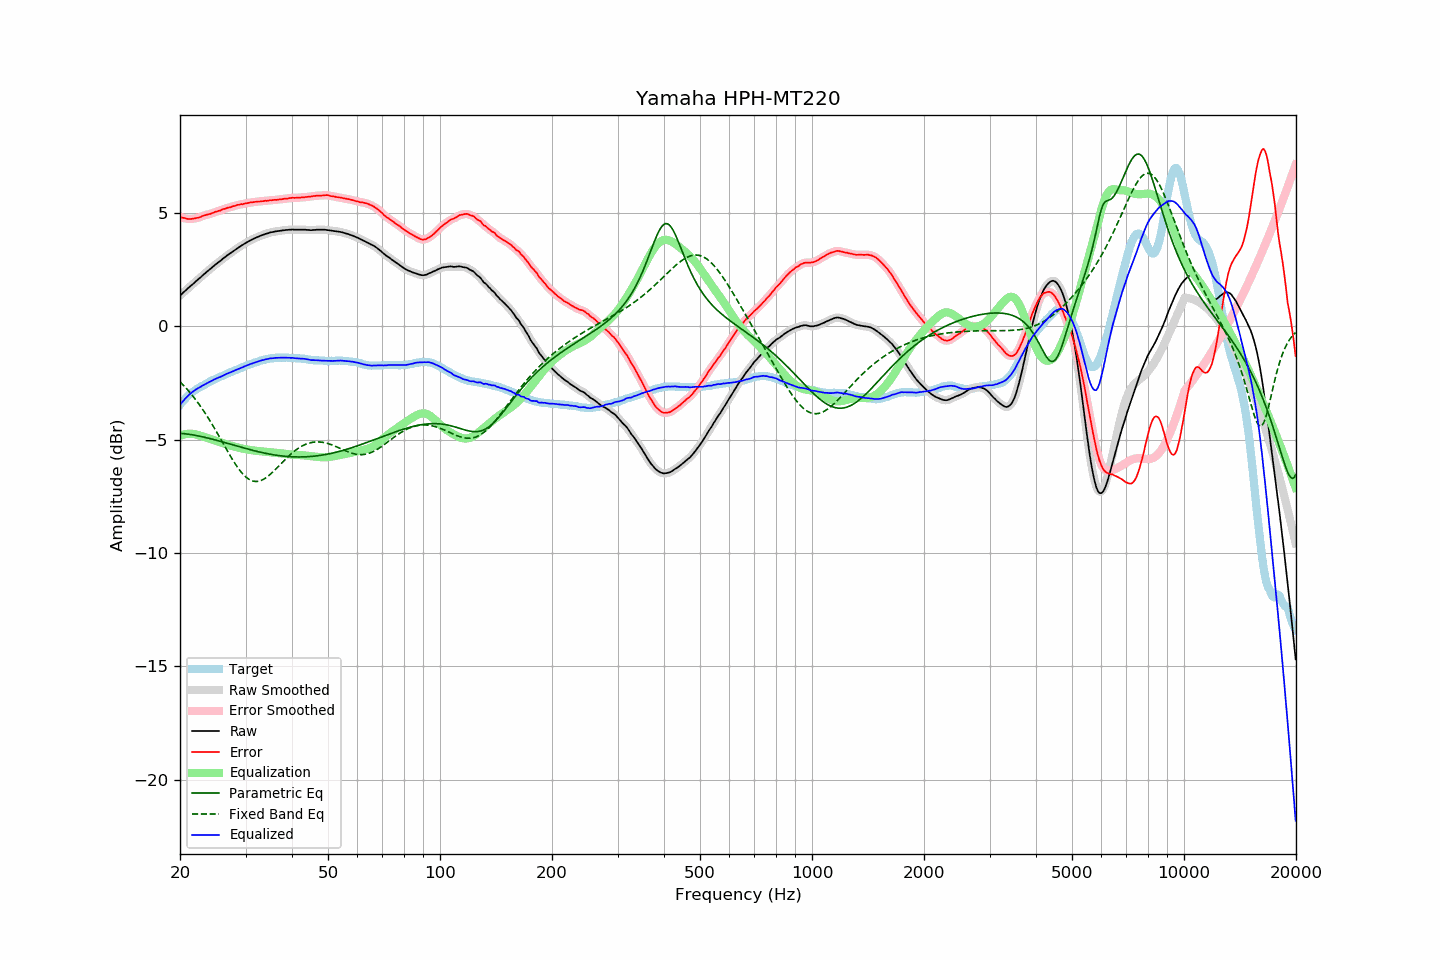 Yamaha HPH-MT220
Amplitude (dBr)
5
0
−5
−10
−15
−20
Target
Raw Smoothed
Error Smoothed
Raw
Error
Equalization
Parametric Eq
Fixed Band Eq
Equalized
20 50 100 200 500 1000 2000 5000 10000 20000
Frequency (Hz)